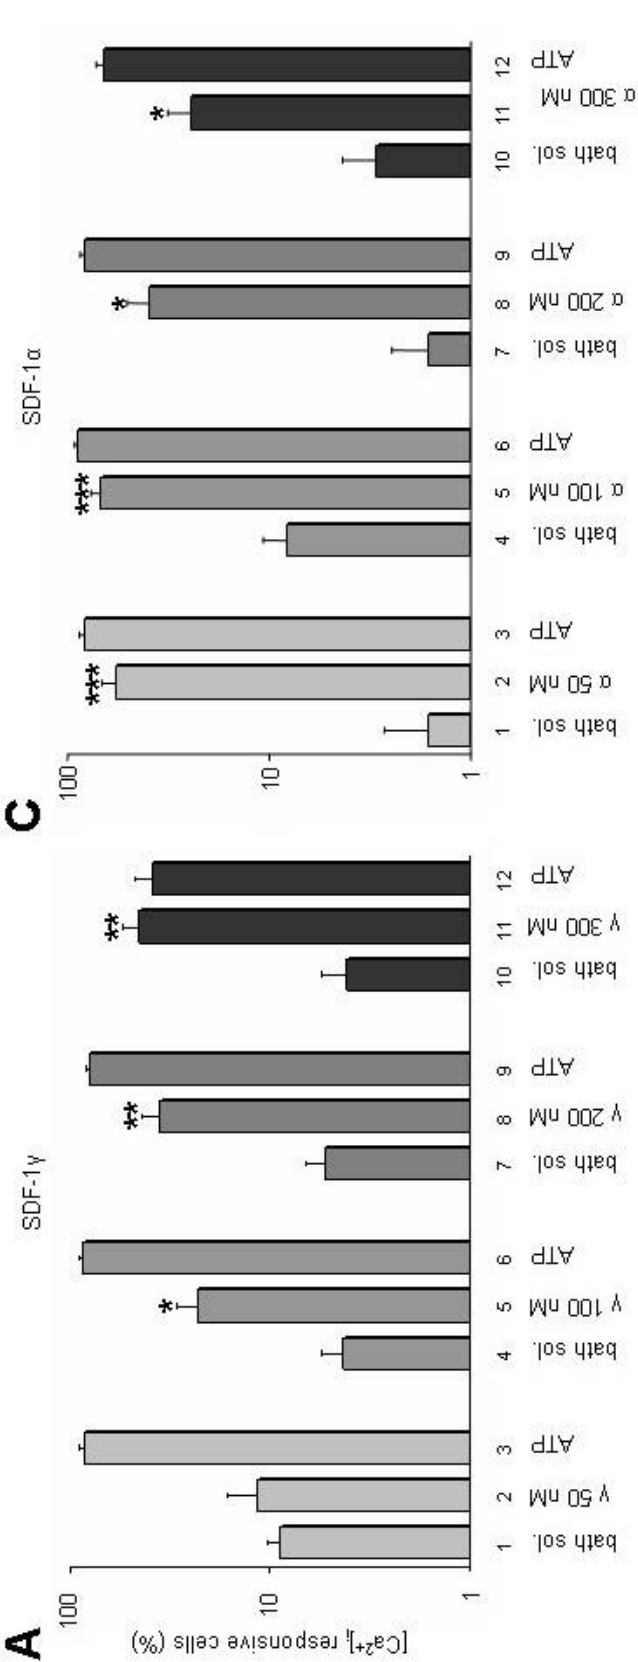 A
SDF-1γ
[Ca²⁺]ᵢ responsive cells (%)
100
10
1
1 2 3 4 5 6 7 8 9 10 11 12
bath sol.
γ 50 nM
ATP
bath sol.
γ 100 nM
ATP
bath sol.
γ 200 nM
ATP
bath sol.
γ 300 nM
ATP
*
**
**
C
SDF-1α
100
10
1
1 2 3 4 5 6 7 8 9 10 11 12
bath sol.
α 50 nM
ATP
bath sol.
α 100 nM
ATP
bath sol.
α 200 nM
ATP
bath sol.
α 300 nM
ATP
***
***
*
*